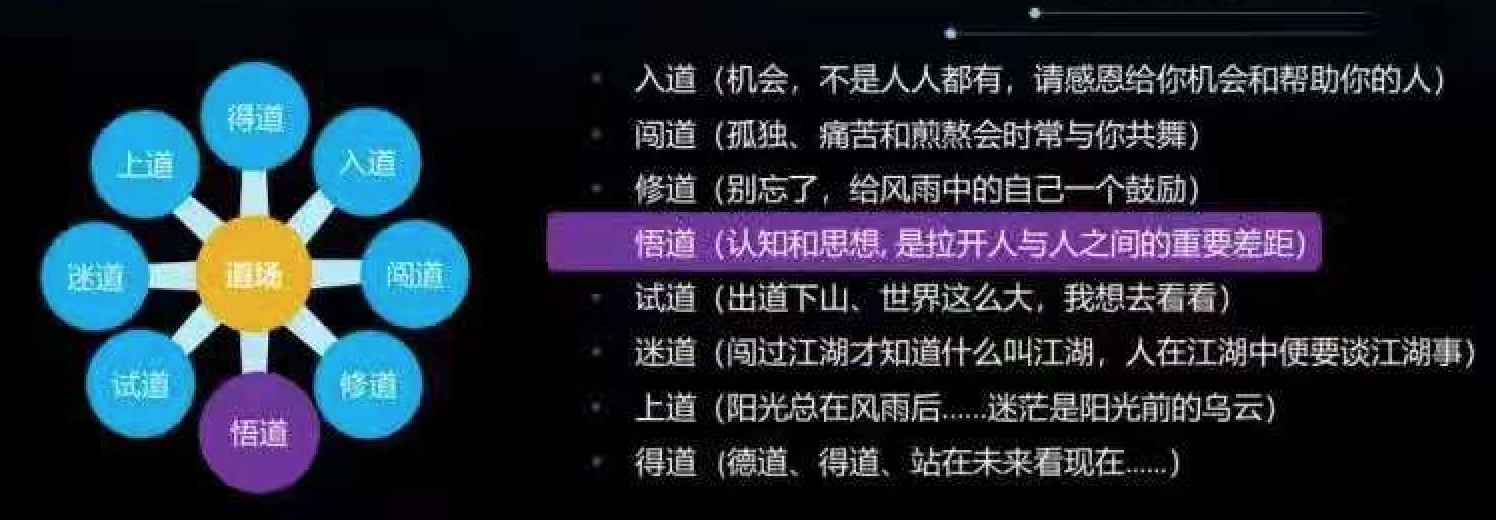 得道
上道
入道
迷道
道场
闯道
试道
修道
悟道
入道（机会，不是人人都有，请感恩给你机会和帮助你的人）
闯道（孤独、痛苦和煎熬会时常与你共舞）
修道（别忘了，给风雨中的自己一个鼓励）
悟道（认知和思想,是拉开人与人之间的重要差距）
试道（出道下山、世界这么大，我想去看看）
迷道（闯过江湖才知道什么叫江湖，人在江湖中便要谈江湖事）
上道（阳光总在风雨后......迷茫是阳光前的乌云）
得道（德道、得道、站在未来看现在......）